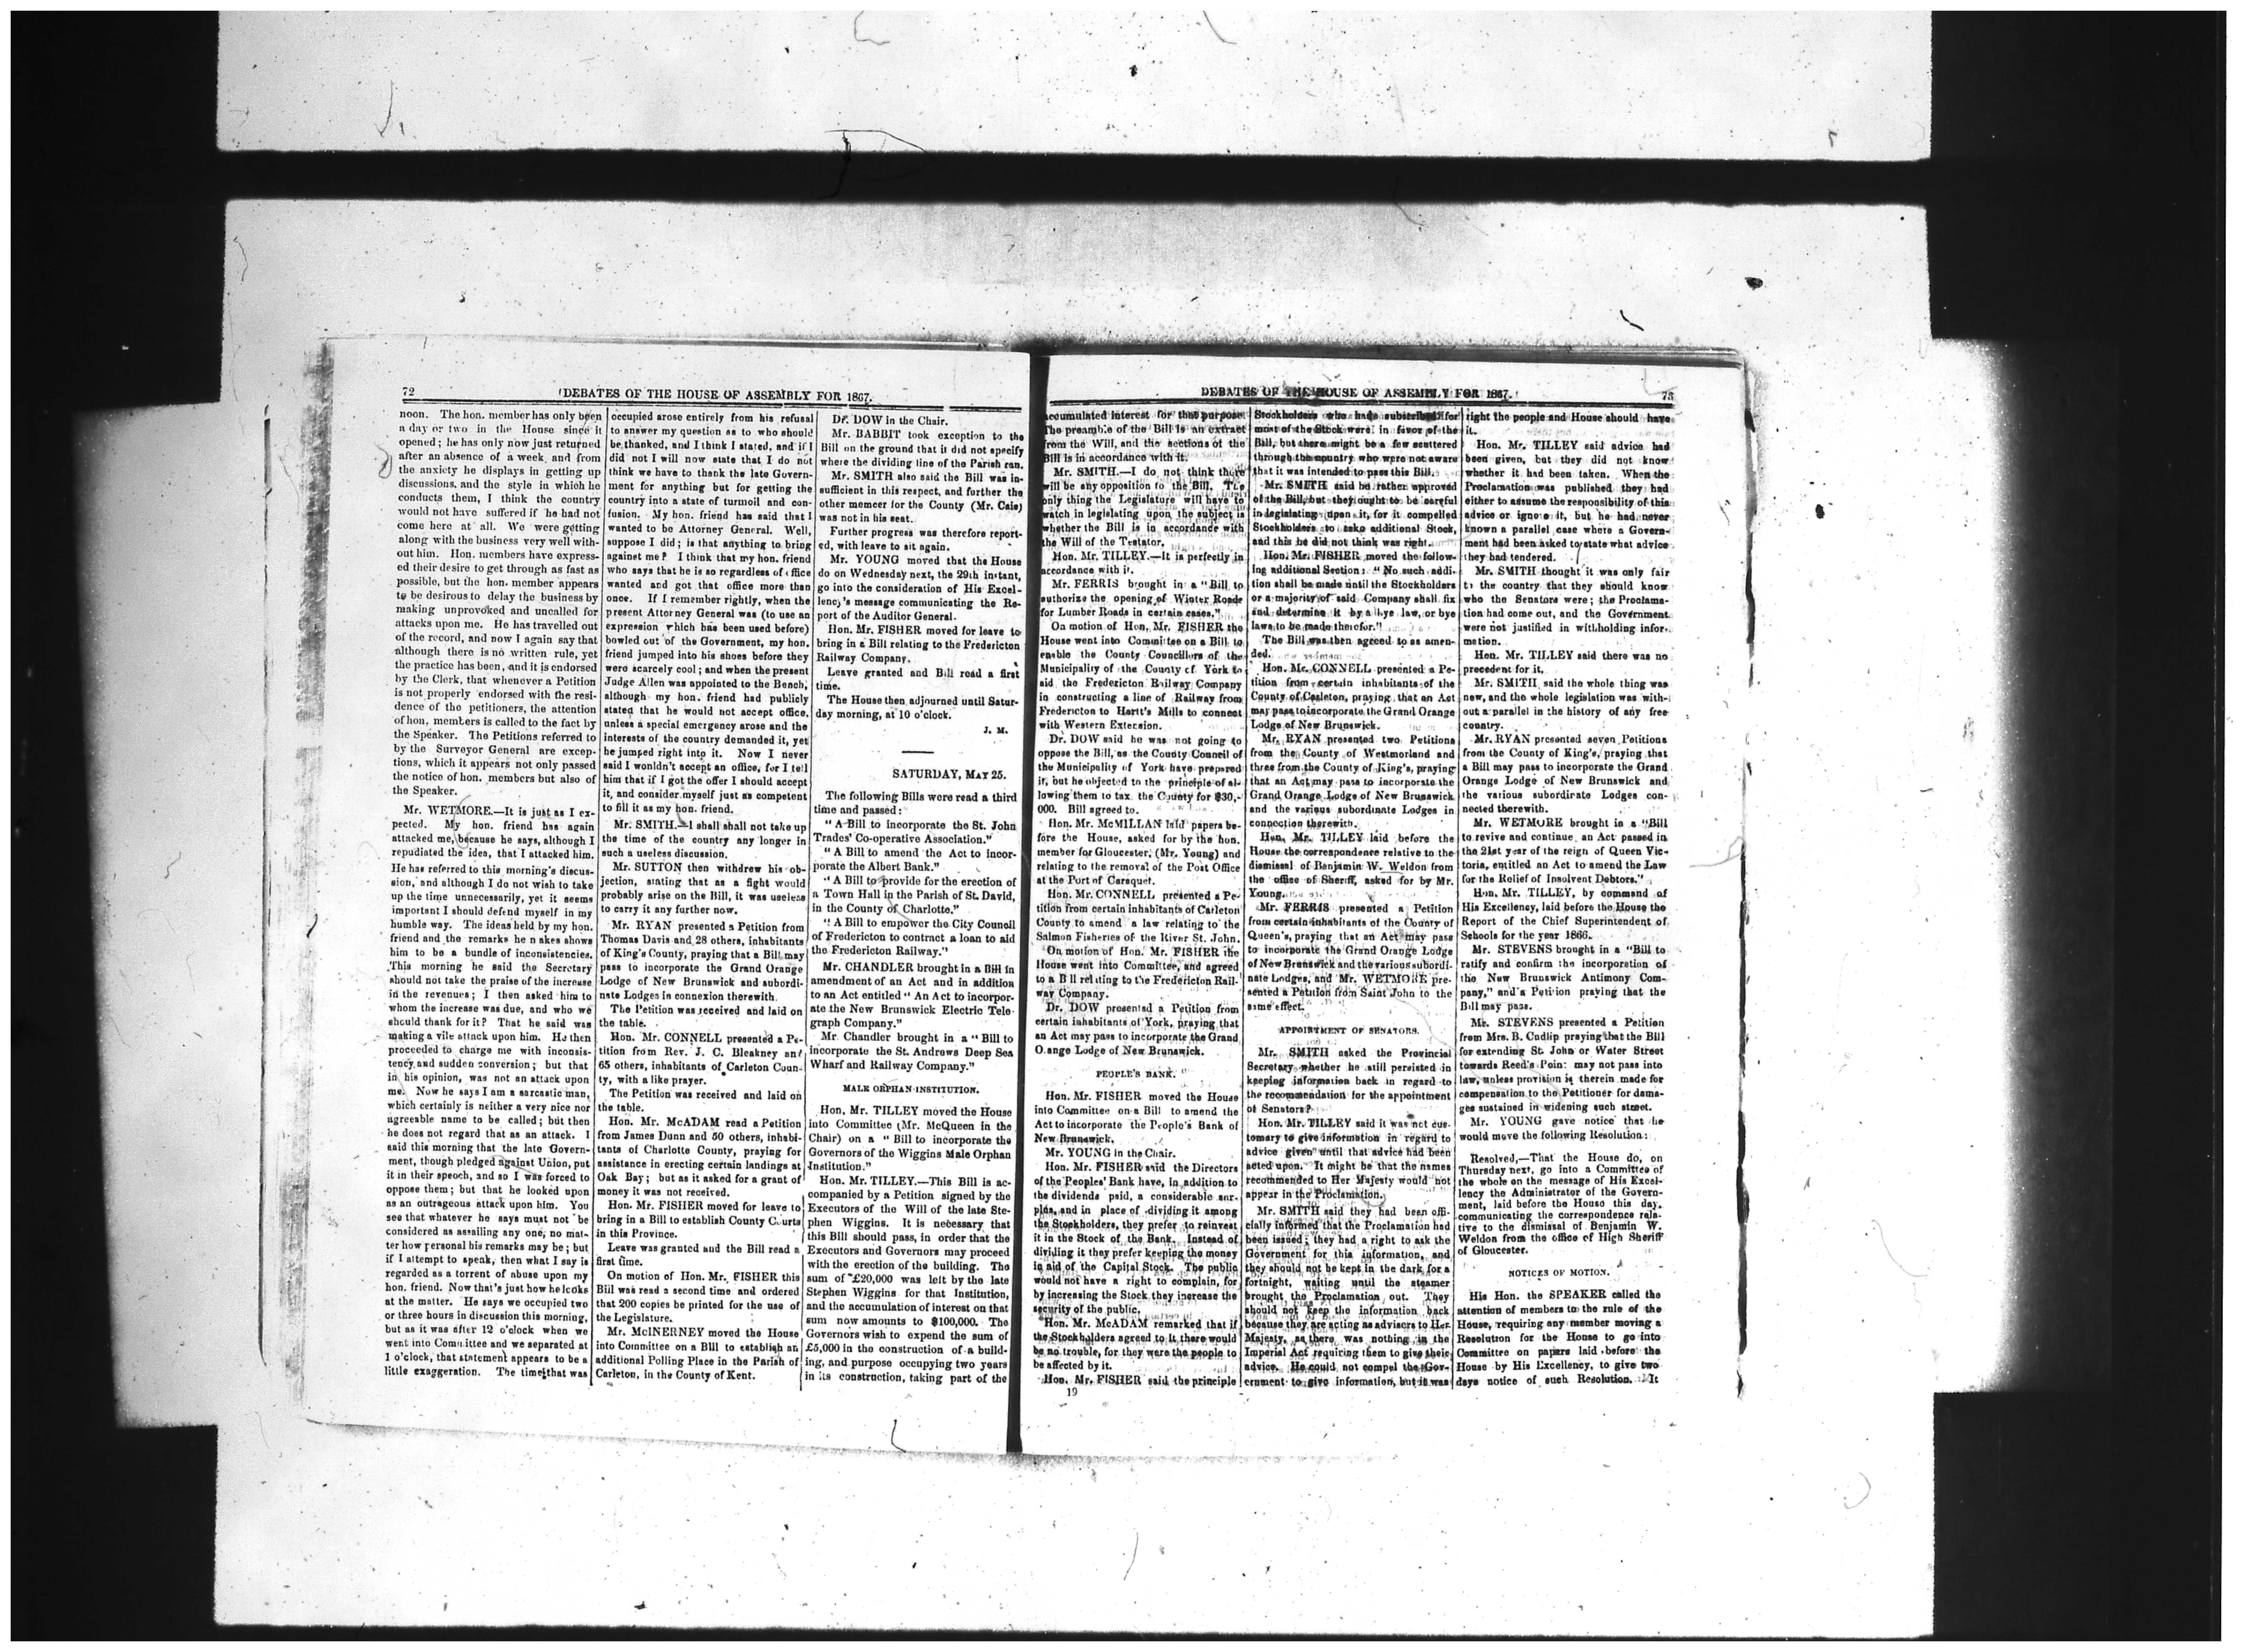 72
DEBATES OF THE HOUSE OF ASSEMBLY FOR 1867.
noon. The hon. member has only been
a day or two in the House since it
opened; he has only now just returned
after an absence of a week, and from
the anxiety he displays in getting up
discussions, and the style in which he
conducts them, I think the country
would not have suffered if he had not
come here at all. We were getting
along with the business very well with-
out him. Hon. members have express-
ed their desire to get through as fast as
possible, but the hon. member appears
to be desirous to delay the business by
making unprovoked and uncalled for
attacks upon me. He has travelled out
of the record, and now I again say that
although there is no written rule, yet
the practice has been, and it is endorsed
by the Clerk, that whenever a Petition
is not properly endorsed with the resi-
dence of the petitioners, the attention
of hon. members is called to the fact by
the Speaker. The Petitions referred to
by the Surveyor General are excep-
tions, which it appears not only passed
the notice of hon. members but also of
the Speaker.
Mr. WETMORE.—It is just as I ex-
pected. My hon. friend has again
attacked me, because he says, although I
repudiated the idea, that I attacked him.
He has referred to this morning's discus-
sion, and although I do not wish to take
up the time unnecessarily, yet it seems
important I should defend myself in my
humble way. The ideas held by my hon.
friend and the remarks he makes shows
him to be a bundle of inconsistencies.
This morning he said the Secretary
should not take the praise of the increase
in the revenues; I then asked him to
whom the increase was due, and who we
should thank for it? That he said was
making a vile attack upon him. He then
proceeded to charge me with inconsis-
tency and sudden conversion; but that
in his opinion, was not an attack upon
me. Now he says I am a sarcastic man,
which certainly is neither a very nice nor
agreeable name to be called; but then
he does not regard that as an attack. I
said this morning that the late Govern-
ment, though pledged against Union, put
it in their speech, and so I was forced to
oppose them; but that he looked upon
as an outrageous attack upon him. You
see that whatever he says must not be
considered as assailing any one, no mat-
ter how personal his remarks may be; but
if I attempt to speak, then what I say is
regarded as a torrent of abuse upon my
hon. friend. Now that's just how he looks
at the matter. He says we occupied two
or three hours in discussion this morning,
but as it was after 12 o'clock when we
went into Committee and we separated at
1 o'clock, that statement appears to be a
little exaggeration. The time that was
occupied arose entirely from his refusal
to answer my question as to who should
be thanked, and I think I stated, and if I
did not I will now state that I do not
think we have to thank the late Govern-
ment for anything but for getting the
country into a state of turmoil and con-
fusion. My hon. friend has said that I
wanted to be Attorney General. Well,
suppose I did; is that anything to bring
against me? I think that my hon. friend
who says that he is so regardless of office
wanted and got that office more than
once. If I remember rightly, when the
present Attorney General was (to use an
expression which has been used before)
bowled out of the Government, my hon.
friend jumped into his shoes before they
were scarcely cool; and when the present
Judge Allen was appointed to the Bench,
although my hon. friend had publicly
stated that he would not accept office,
unless a special emergency arose and the
interests of the country demanded it, yet
he jumped right into it. Now I never
said I wouldn't accept an office, for I tell
him that if I got the offer I should accept
it, and consider myself just as competent
to fill it as my hon. friend.
Mr. SMITH.—I shall shall not take up
the time of the country any longer in
such a useless discussion.
Mr. SUTTON then withdrew his ob-
jection, stating that as a fight would
probably arise on the Bill, it was useless
to carry it any further now.
Mr. RYAN presented a Petition from
Thomas Davis and 28 others, inhabitants
of King's County, praying that a Bill may
pass to incorporate the Grand Orange
Lodge of New Brunswick and subordi-
nate Lodges in connexion therewith.
The Petition was received and laid on
the table.
Hon. Mr. CONNELL presented a Pe-
tition from Rev. J. C. Bleakney and
65 others, inhabitants of Carleton Coun-
ty, with a like prayer.
The Petition was received and laid on
the table.
Hon. Mr. McADAM read a Petition
from James Dunn and 50 others, inhabi-
tants of Charlotte County, praying for
assistance in erecting certain landings at
Oak Bay; but as it asked for a grant of
money it was not received.
Hon. Mr. FISHER moved for leave to
bring in a Bill to establish County Courts
in this Province.
Leave was granted and the Bill read a
first time.
On motion of Hon. Mr. FISHER this
Bill was read a second time and ordered
that 200 copies be printed for the use of
the Legislature.
Mr. McINERNEY moved the House
into Committee on a Bill to establish an
additional Polling Place in the Parish of
Carleton, in the County of Kent.
Dr. DOW in the Chair.
Mr. BABBIT took exception to the
Bill on the ground that it did not specify
where the dividing line of the Parish ran.
Mr. SMITH also said the Bill was in-
sufficient in this respect, and further the
other memcer for the County (Mr. Caie)
was not in his seat.
Further progress was therefore report-
ed, with leave to sit again.
Mr. YOUNG moved that the House
do on Wednesday next, the 29th instant,
go into the consideration of His Excel-
lency's message communicating the Re-
port of the Auditor General.
Hon. Mr. FISHER moved for leave to
bring in a Bill relating to the Fredericton
Railway Company.
Leave granted and Bill read a first
time.
The House then adjourned until Satur-
day morning, at 10 o'clock.
J. M.
SATURDAY, MAY 25.
The following Bills were read a third
time and passed:
"A Bill to incorporate the St. John
Trades' Co-operative Association."
"A Bill to amend the Act to incor-
porate the Albert Bank."
"A Bill to provide for the erection of
a Town Hall in the Parish of St. David,
in the County of Charlotte."
"A Bill to empower the City Council
of Fredericton to contract a loan to aid
the Fredericton Railway."
Mr. CHANDLER brought in a Bill in
amendment of an Act and in addition
to an Act entitled "An Act to incorpor-
ate the New Brunswick Electric Tele-
graph Company."
Mr. Chandler brought in a "Bill to
incorporate the St. Andrews Deep Sea
Wharf and Railway Company."
MALE ORPHAN INSTITUTION.
Hon. Mr. TILLEY moved the House
into Committee (Mr. McQueen in the
Chair) on a "Bill to incorporate the
Governors of the Wiggins Male Orphan
Institution."
Hon. Mr. TILLEY.—This Bill is ac-
companied by a Petition signed by the
Executors of the Will of the late Ste-
phen Wiggins. It is necessary that
this Bill should pass, in order that the
Executors and Governors may proceed
with the erection of the building. The
sum of £20,000 was left by the late
Stephen Wiggins for that Institution,
and the accumulation of interest on that
sum now amounts to $100,000. The
Governors wish to expend the sum of
£5,000 in the construction of a build-
ing, and purpose occupying two years
in its construction, taking part of the
DEBATES OF THE HOUSE OF ASSEMBLY FOR 1867.
73
accumulated interest for that purpose.
The preamble of the Bill is an extract
from the Will, and the sections of the
Bill is in accordance with it.
Mr. SMITH.—I do not think there
will be any opposition to the Bill. The
only thing the Legislature will have to
watch in legislating upon the subject is
whether the Bill is in accordance with
the Will of the Testator.
Hon. Mr. TILLEY.—It is perfectly in
accordance with it.
Mr. FERRIS brought in a "Bill to
authorize the opening of Winter Roads
for Lumber Roads in certain cases."
On motion of Hon. Mr. FISHER the
House went into Committee on a Bill to
enable the County Councillors of the
Municipality of the County of York to
aid the Fredericton Railway Company
in constructing a line of Railway from
Fredericton to Hartt's Mills to connect
with Western Extension.
Dr. DOW said he was not going to
oppose the Bill, as the County Council of
the Municipality of York have prepared
it, but he objected to the principle of al-
lowing them to tax the County for $30,-
000. Bill agreed to.
Hon. Mr. McMILLAN laid papers be-
fore the House, asked for by the hon.
member for Gloucester, (Mr. Young) and
relating to the removal of the Post Office
at the Port of Caraquet.
Hon. Mr. CONNELL presented a Pe-
tition from certain inhabitants of Carleton
County to amend a law relating to the
Salmon Fisheries of the River St. John.
On motion of Hon. Mr. FISHER the
House went into Committee, and agreed
to a Bill relating to the Fredericton Rail-
way Company.
Dr. DOW presented a Petition from
certain inhabitants of York, praying that
an Act may pass to incorporate the Grand
Orange Lodge of New Brunswick.
PEOPLE'S BANK.
Hon. Mr. FISHER moved the House
into Committee on a Bill to amend the
Act to incorporate the People's Bank of
New Brunswick.
Mr. YOUNG in the Chair.
Hon. Mr. FISHER said the Directors
of the Peoples' Bank have, in addition to
the dividends paid, a considerable sur-
plus, and in place of dividing it among
the Stockholders, they prefer to reinvest
it in the Stock of the Bank. Instead of
dividing it they prefer keeping the money
in aid of the Capital Stock. The public
would not have a right to complain, for
by increasing the Stock they increase the
security of the public.
Hon. Mr. McADAM remarked that if
the Stockholders agreed to it there would
be no trouble, for they were the people to
be affected by it.
Hon. Mr. FISHER said the principle
19
Stockholders who had subscribed for
most of the Stock were in favor of the
Bill, but there might be a few scattered
through the country who were not aware
that it was intended to pass this Bill.
Mr. SMITH said he rather approved
of the Bill, but they ought to be careful
in legislating upon it, for it compelled
Stockholders to take additional Stock,
and this he did not think was right.
Hon. Mr. FISHER moved the follow-
ing additional Section: "No such addi-
tion shall be made until the Stockholders
or a majority of said Company shall fix
and determine it by a bye law, or bye
laws to be made therefor."
The Bill was then agreed to as amen-
ded.
Hon. Mr. CONNELL presented a Pe-
tition from certain inhabitants of the
County of Carleton, praying that an Act
may pass to incorporate the Grand Orange
Lodge of New Brunswick.
Mr. RYAN presented two Petitions
from the County of Westmorland and
three from the County of King's, praying
that an Act may pass to incorporate the
Grand Orange Lodge of New Brunswick
and the various subordinate Lodges in
connection therewith.
Hon. Mr. TILLEY laid before the
House the correspondence relative to the
dismissal of Benjamin W. Weldon from
the office of Sheriff, asked for by Mr.
Young.
Mr. FERRIS presented a Petition
from certain inhabitants of the County of
Queen's, praying that an Act may pass
to incorporate the Grand Orange Lodge
of New Brunswick and the various subordi-
nate Lodges, and Mr. WETMORE pre-
sented a Petition from Saint John to the
same effect.
APPOINTMENT OF SENATORS.
Mr. SMITH asked the Provincial
Secretary whether he still persisted in
keeping information back in regard to
the recommendation for the appointment
of Senators?
Hon. Mr. TILLEY said it was not cus-
tomary to give information in regard to
advice given until that advice had been
acted upon. It might be that the names
recommended to Her Majesty would not
appear in the Proclamation.
Mr. SMITH said they had been offi-
cially informed that the Proclamation had
been issued; they had a right to ask the
Government for this information, and
they should not be kept in the dark for a
fortnight, waiting until the steamer
brought the Proclamation out. They
should not keep the information back
because they are acting as advisers to Her
Majesty, as there was nothing in the
Imperial Act requiring them to give their
advice. He could not compel the Gov-
ernment to give information, but it was
right the people and House should have
it.
Hon. Mr. TILLEY said advice had
been given, but they did not know
whether it had been taken. When the
Proclamation was published they had
either to assume the responsibility of this
advice or ignore it, but he had never
known a parallel case where a Govern-
ment had been asked to state what advice
they had tendered.
Mr. SMITH thought it was only fair
to the country that they should know
who the Senators were; the Proclama-
tion had come out, and the Government
were not justified in withholding infor-
mation.
Hon. Mr. TILLEY said there was no
precedent for it.
Mr. SMITH said the whole thing was
new, and the whole legislation was with-
out a parallel in the history of any free
country.
Mr. RYAN presented seven Petitions
from the County of King's, praying that
a Bill may pass to incorporate the Grand
Orange Lodge of New Brunswick and
the various subordinate Lodges con-
nected therewith.
Mr. WETMORE brought in a "Bill
to revive and continue an Act passed in
the 21st year of the reign of Queen Vic-
toria, entitled an Act to amend the Law
for the Relief of Insolvent Debtors."
Hon. Mr. TILLEY, by command of
His Excellency, laid before the House the
Report of the Chief Superintendent of
Schools for the year 1866.
Mr. STEVENS brought in a "Bill to
ratify and confirm the incorporation of
the New Brunswick Antimony Com-
pany," and a Petition praying that the
Bill may pass.
Mr. STEVENS presented a Petition
from Mrs. B. Cudlip praying that the Bill
for extending St. John or Water Street
towards Reed's Point may not pass into
law, unless provision is therein made for
compensation to the Petitioner for dama-
ges sustained in widening such street.
Mr. YOUNG gave notice that he
would move the following Resolution:
Resolved,—That the House do, on
Thursday next, go into a Committee of
the whole on the message of His Excel-
lency the Administrator of the Govern-
ment, laid before the House this day,
communicating the correspondence rela-
tive to the dismissal of Benjamin W.
Weldon from the office of High Sheriff
of Gloucester.
NOTICES OF MOTION.
His Hon. the SPEAKER called the
attention of members to the rule of the
House, requiring any member moving a
Resolution for the House to go into
Committee on papers laid before the
House by His Excellency, to give two
days notice of such Resolution. It